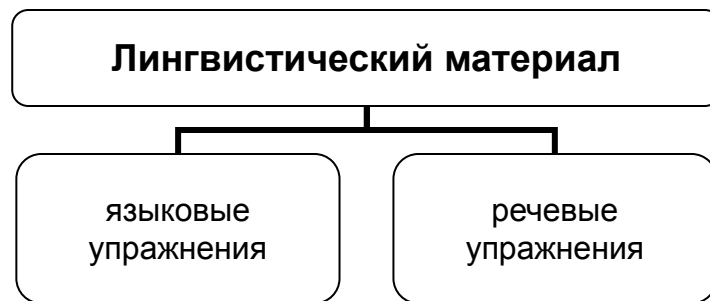 Лингвистический материал
языковые
упражнения
речевые
упражнения